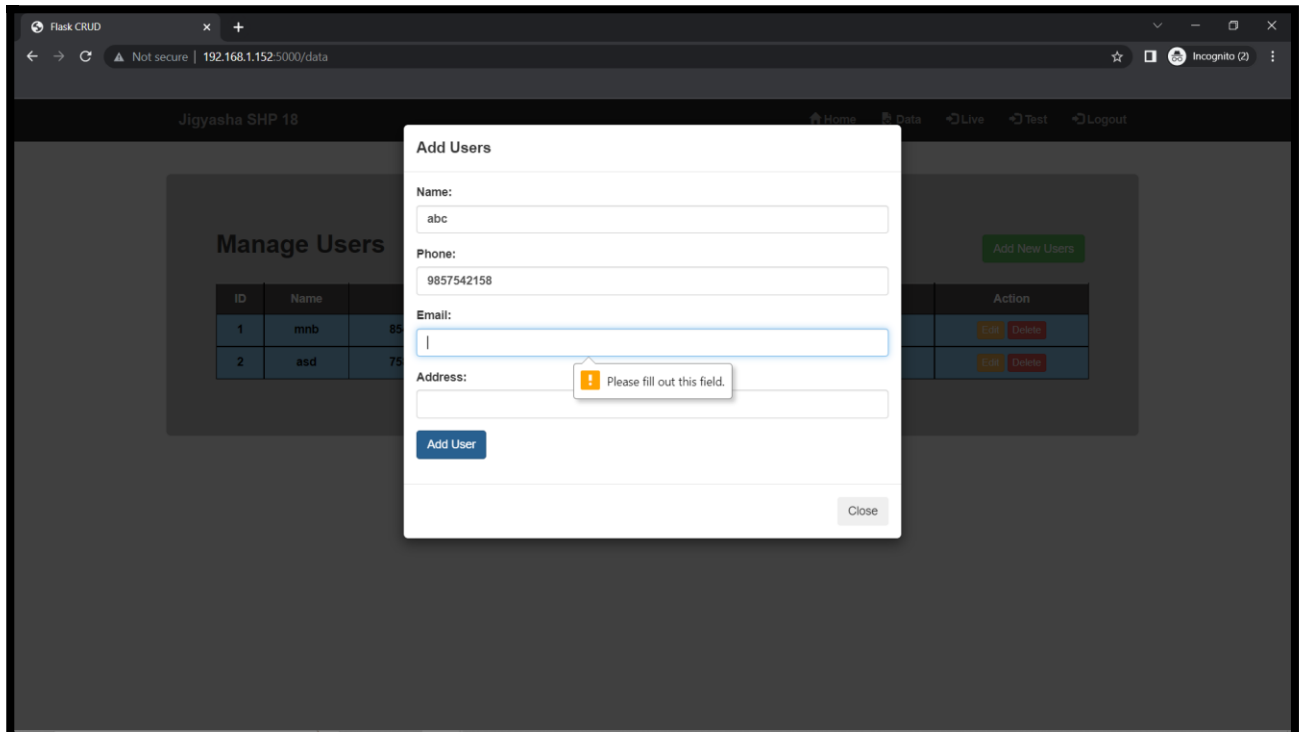 Flask CRUD
Not secure | 192.168.1.152:5000/data
Incognito (2)
Jigyasha SHP 18
Home Data Live Test Logout
Add Users
Name:
abc
Phone:
9857542158
Email:
Please fill out this field.
Address:
Add User
Close
Manage Users
Add New Users
ID Name Action
1 mnb 85 Edit Delete
2 asd 75 Edit Delete